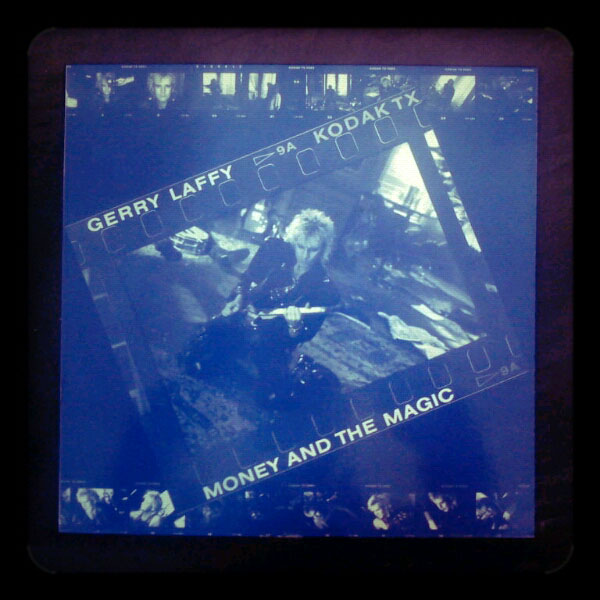 GERRY LAFFY
9A KODAK TX
MONEY AND THE MAGIC
9A